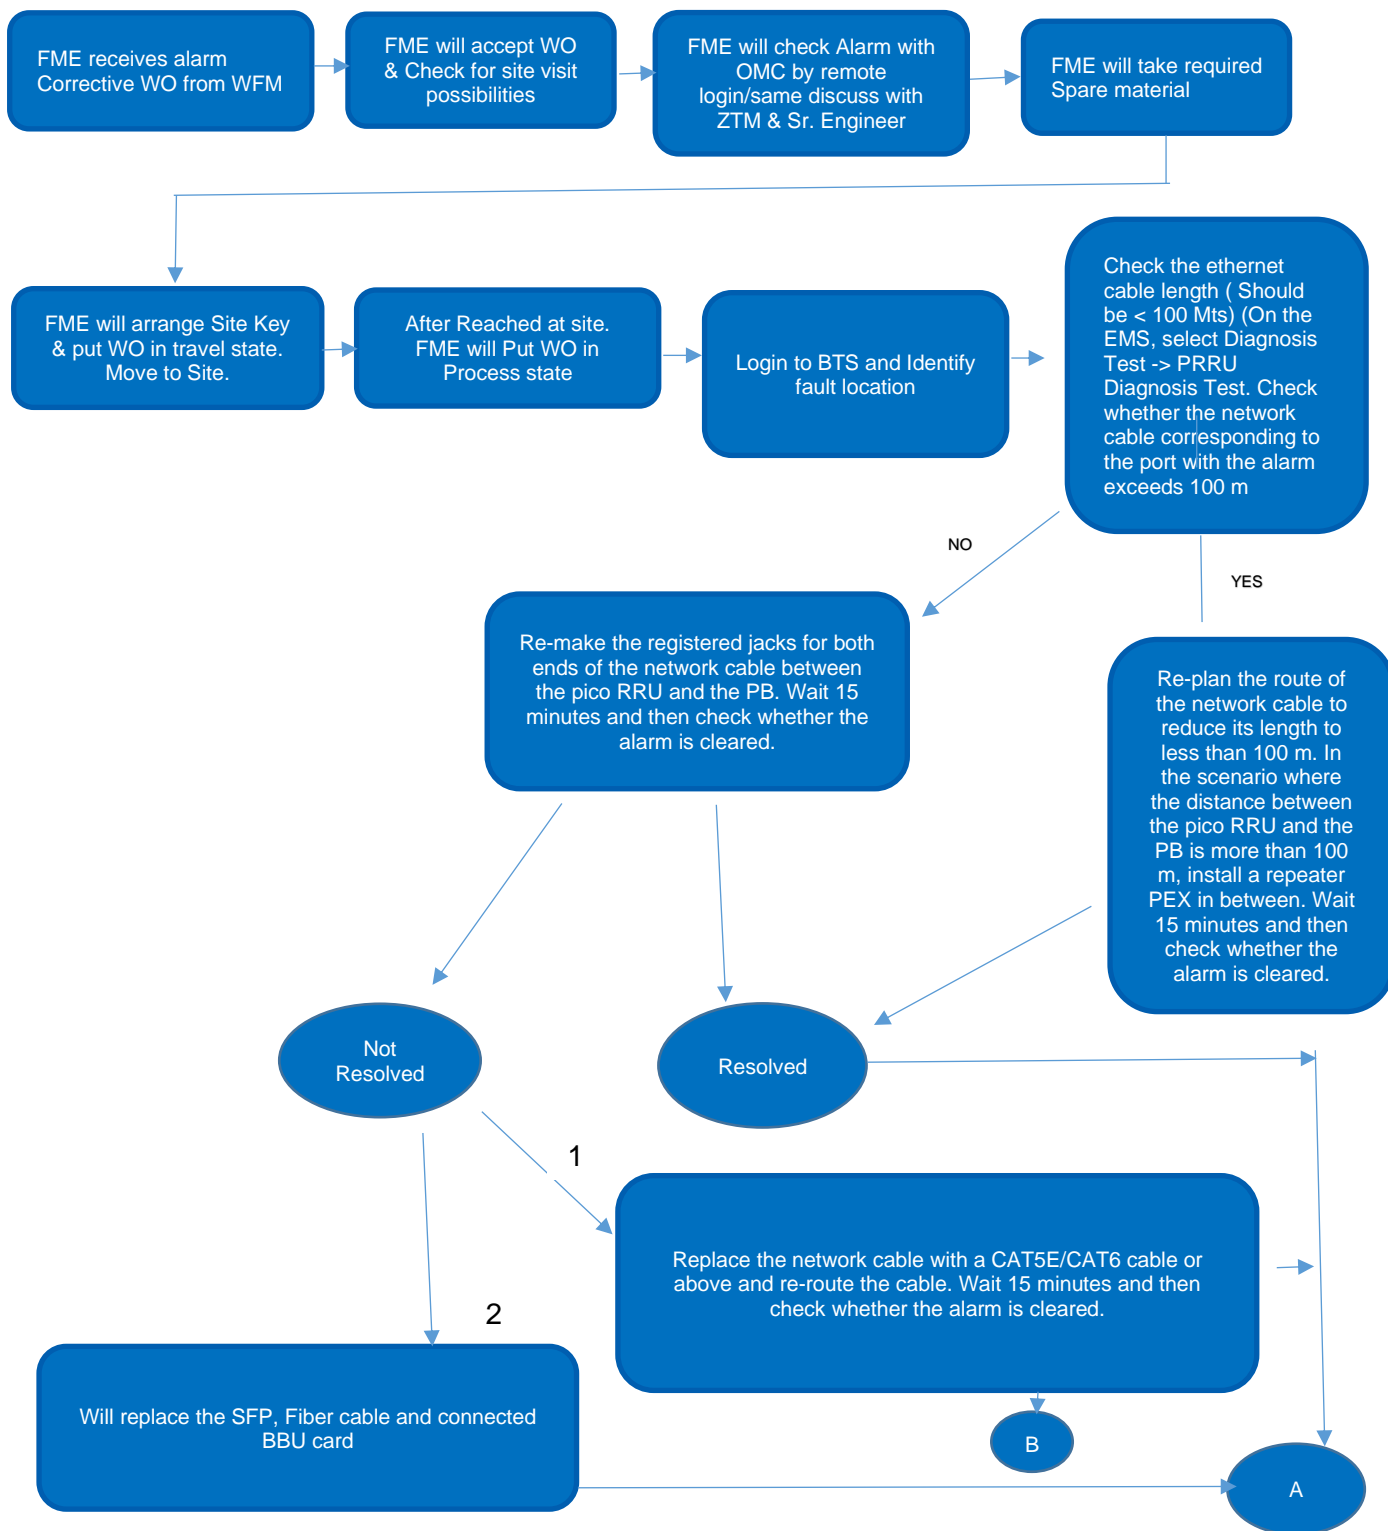 FME receives alarm
Corrective WO from WFM
FME will accept WO
& Check for site visit
possibilities
FME will check Alarm with
OMC by remote
login/same discuss with
ZTM & Sr. Engineer
FME will take required
Spare material
FME will arrange Site Key
& put WO in travel state.
Move to Site.
After Reached at site.
FME will Put WO in
Process state
Login to BTS and Identify
fault location
Check the ethernet
cable length ( Should
be < 100 Mts) (On the
EMS, select Diagnosis
Test -> PRRU
Diagnosis Test. Check
whether the network
cable corresponding to
the port with the alarm
exceeds 100 m
NO
YES
Re-make the registered jacks for both
ends of the network cable between
the pico RRU and the PB. Wait 15
minutes and then check whether the
alarm is cleared.
Re-plan the route of
the network cable to
reduce its length to
less than 100 m. In
the scenario where
the distance between
the pico RRU and the
PB is more than 100
m, install a repeater
PEX in between. Wait
15 minutes and then
check whether the
alarm is cleared.
Not
Resolved
Resolved
1
Replace the network cable with a CAT5E/CAT6 cable or
above and re-route the cable. Wait 15 minutes and then
check whether the alarm is cleared.
2
Will replace the SFP, Fiber cable and connected
BBU card
B
A